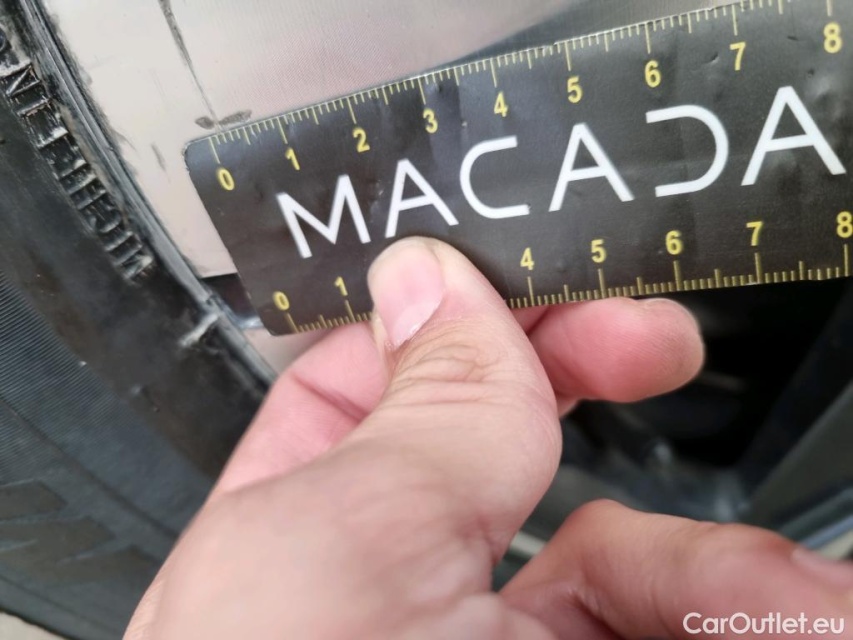 0 1 2 3 4 5 6 7 8
MACADA
0 1 4 5 6 7 8
MICHELIN
CarOutlet.eu